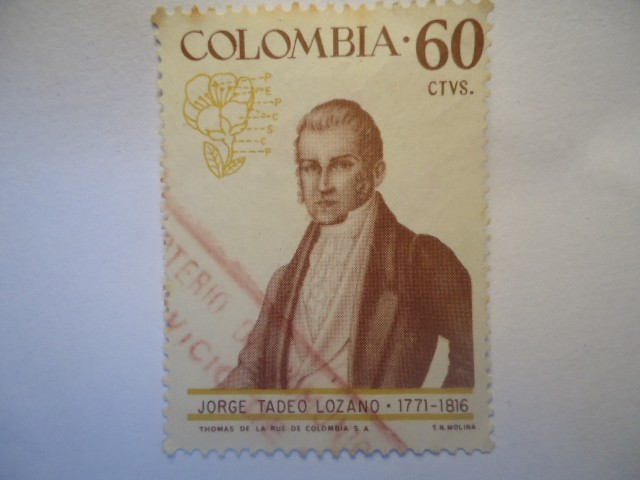 COLOMBIA · 60
CTVS.
P
E
P
C
S
C
P
JORGE TADEO LOZANO · 1771-1816
THOMAS DE LA RUE DE COLOMBIA S.A. T.N.MOLINA